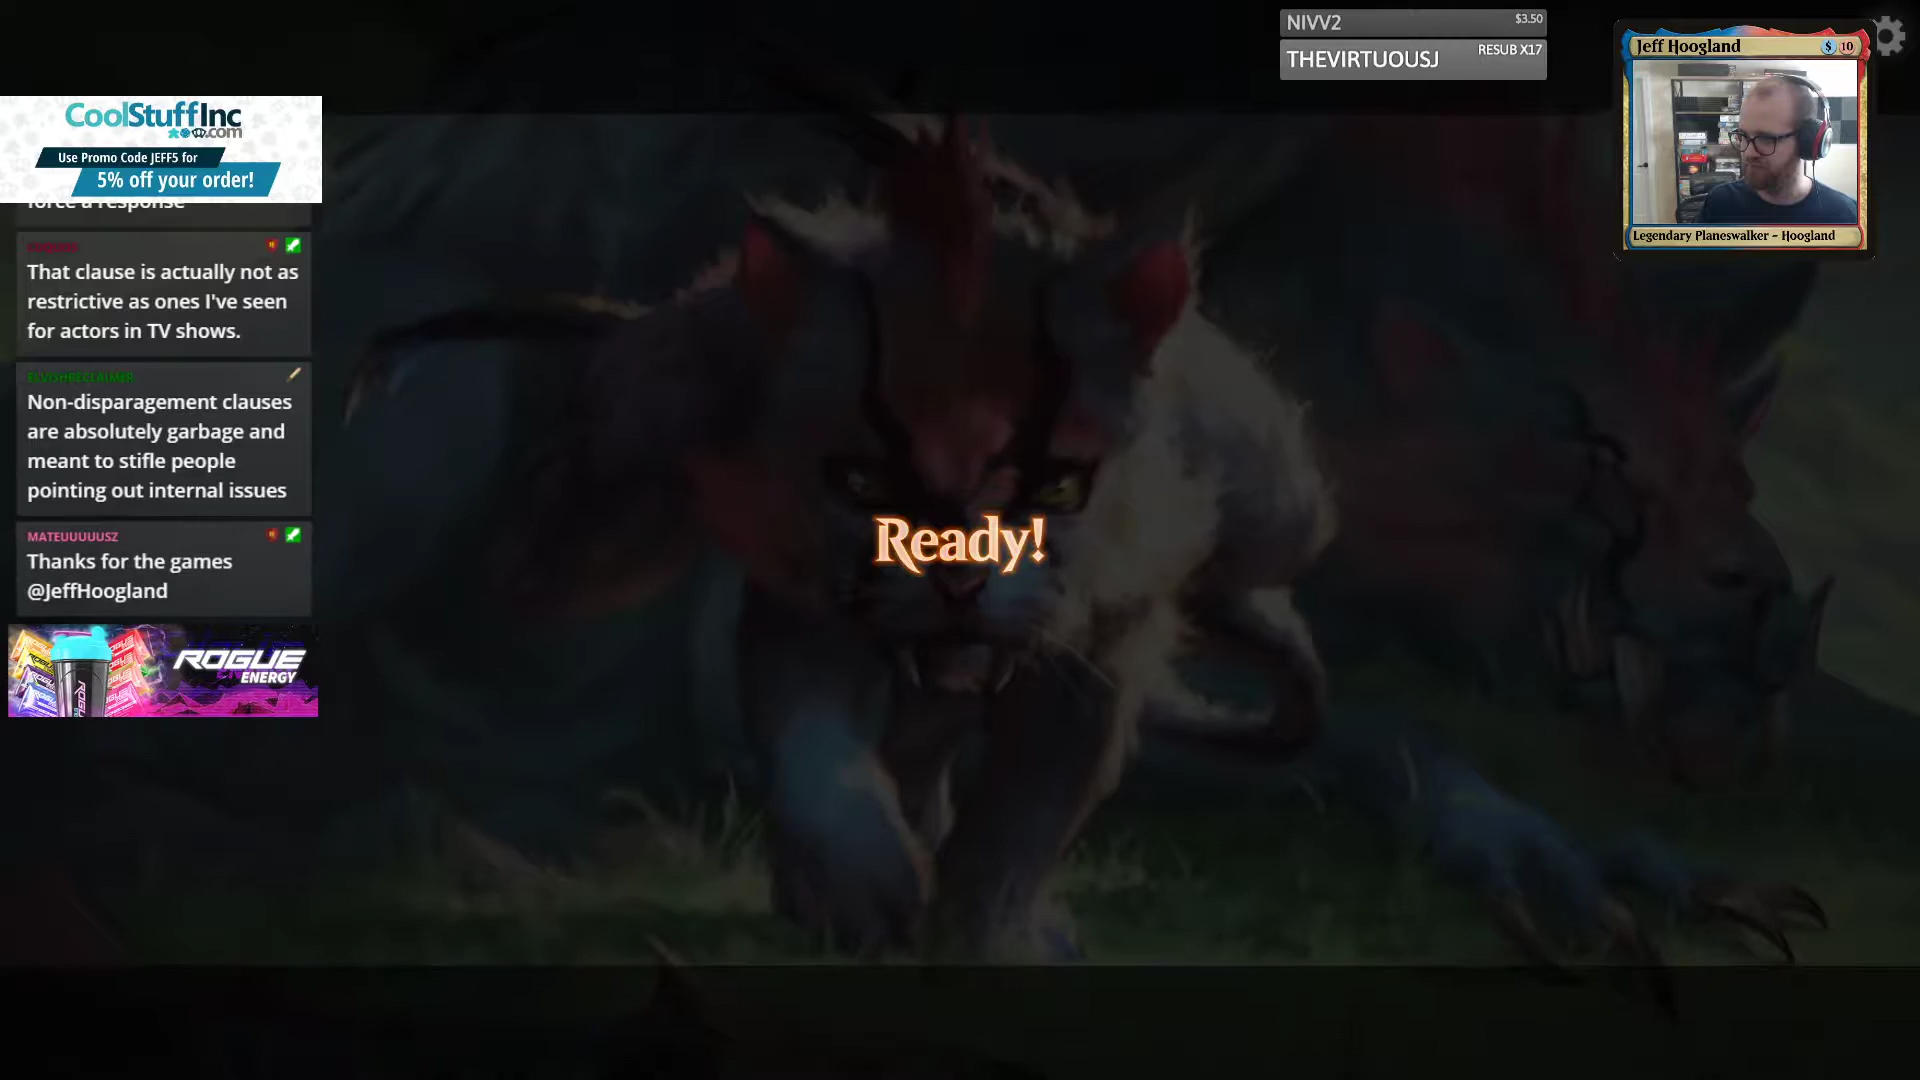 NIVV2 $3.50
THEVIRTUOUSJ RESUB X17
Jeff Hoogland $ 10
Legendary Planeswalker - Hoogland
CoolStuffInc
.com
Use Promo Code JEFF5 for
5% off your order!
force a response
That clause is actually not as
restrictive as ones I've seen
for actors in TV shows.
ELVISHRECLAIMER
Non-disparagement clauses
are absolutely garbage and
meant to stifle people
pointing out internal issues
MATEUUUUUSZ
Thanks for the games
@JeffHoogland
ROGUE
ENERGY
Ready!